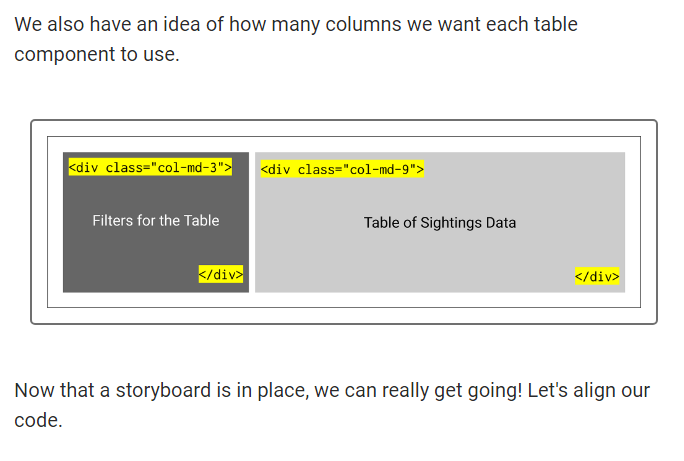 We also have an idea of how many columns we want each table
component to use.
<div class="col-md-3">
<div class="col-md-9">
Filters for the Table
Table of Sightings Data
</div>
</div>
Now that a storyboard is in place, we can really get going! Let's align our
code.